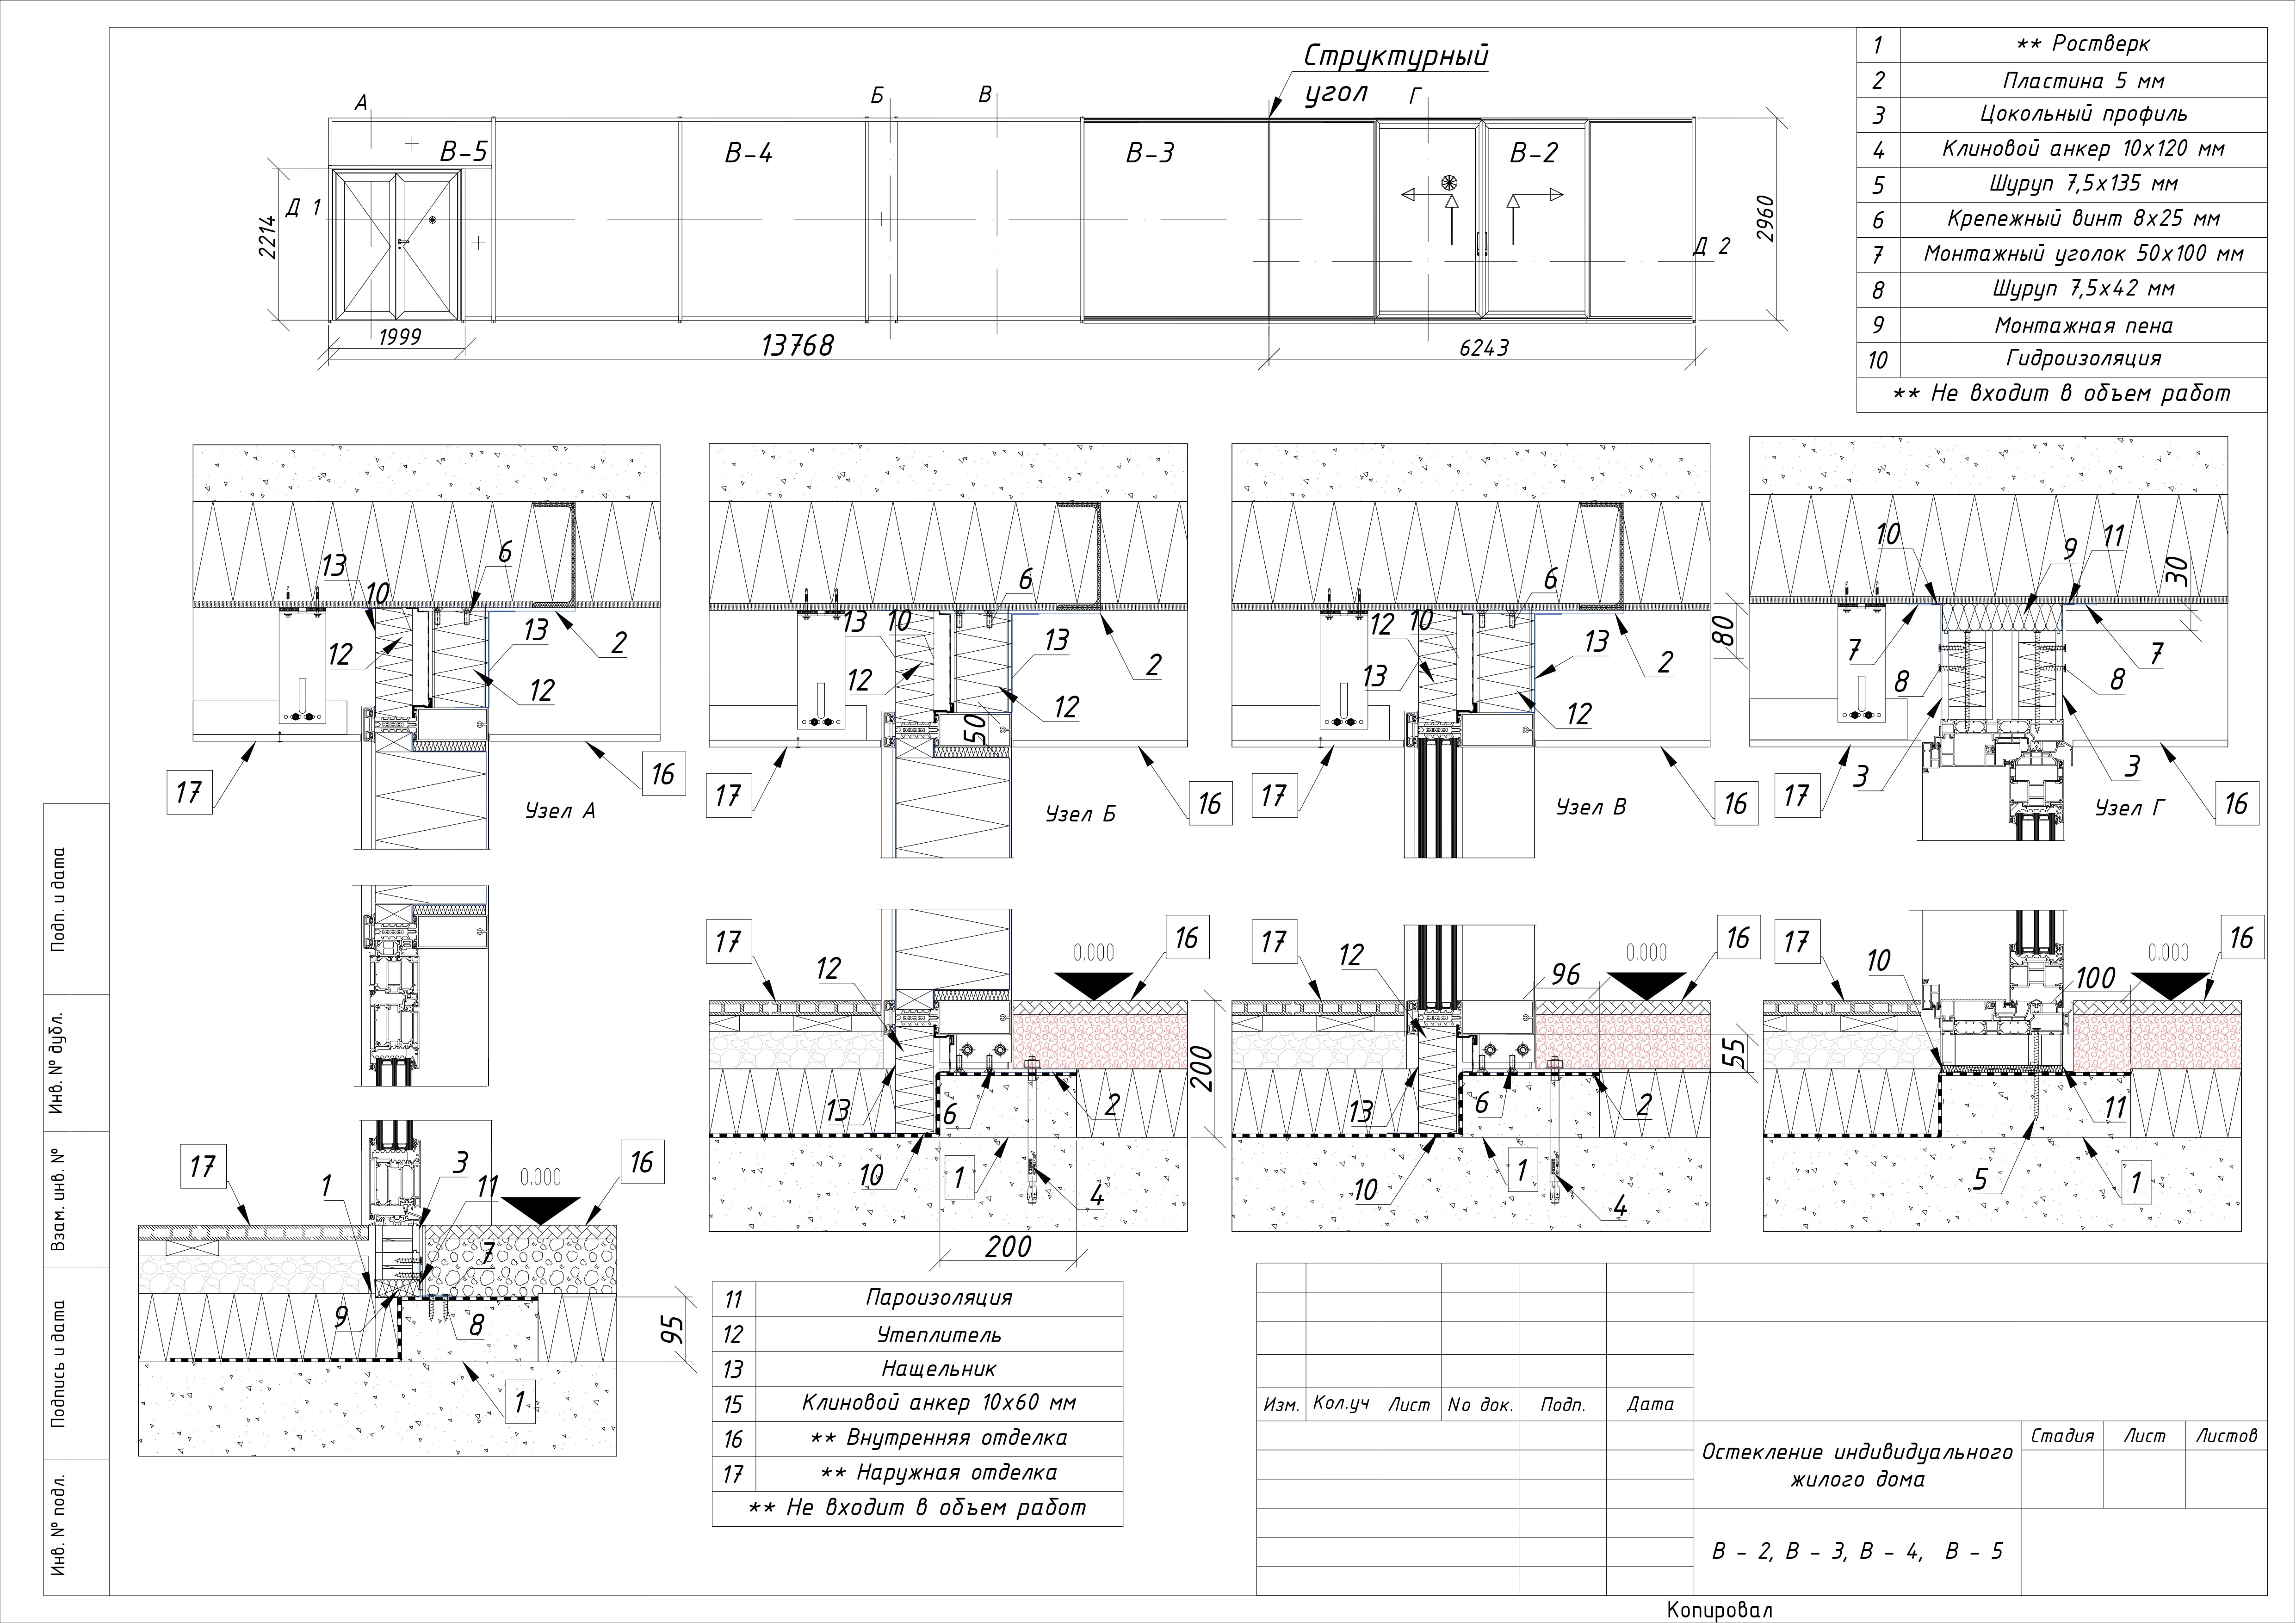 Структурный
угол
А
Б
В
Г
В-5
В-4
В-3
В-2
Д 1
Д 2
2214
2960
1999
13768
6243
1 ** Ростверк
2 Пластина 5 мм
3 Цокольный профиль
4 Клиновой анкер 10х120 мм
5 Шуруп 7,5х135 мм
6 Крепежный винт 8х25 мм
7 Монтажный уголок 50х100 мм
8 Шуруп 7,5х42 мм
9 Монтажная пена
10 Гидроизоляция
** Не входит в объем работ
13
10
6
12
13
2
12
17
16
Узел А
6
13
10
13
12
2
12
50
17
16
Узел Б
6
12
10
13
13
2
12
17
16
Узел В
10
9
11
30
80
7
7
8
8
3
3
17
16
Узел Г
17
12
0.000
16
13
6
2
200
10
1
4
200
17
12
96
0.000
16
55
13
6
2
10
1
4
17
10
100
0.000
16
11
5
1
17
1
3
11
0.000
16
7
9
8
95
1
11 Пароизоляция
12 Утеплитель
13 Нащельник
15 Клиновой анкер 10х60 мм
16 ** Внутренняя отделка
17 ** Наружная отделка
** Не входит в объем работ
Изм. Кол.уч Лист No док. Подп. Дата
Остекление индивидуального
жилого дома
Стадия Лист Листов
В - 2, В - 3, В - 4, В - 5
Копировал
Подп. и дата
Инв. № дубл.
Взам. инв. №
Подпись и дата
Инв. № подл.